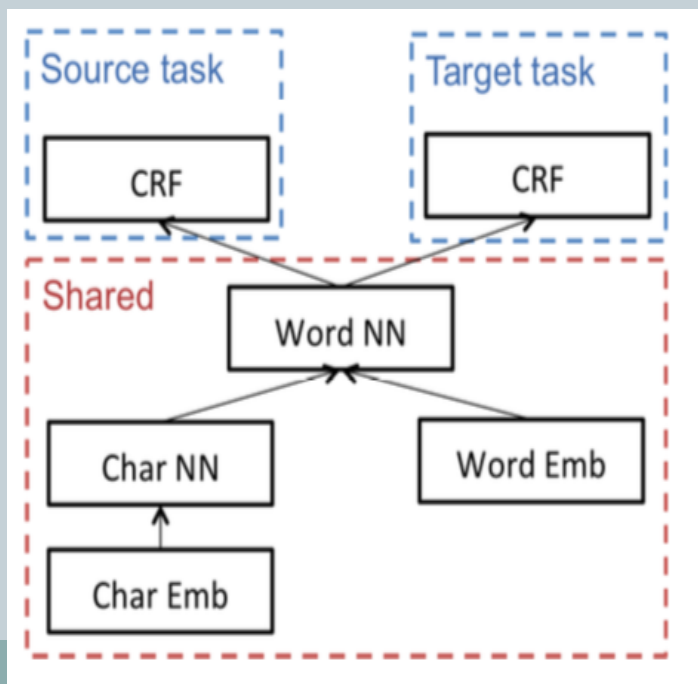 Source task
Target task
CRF
CRF
Shared
Word NN
Char NN
Word Emb
Char Emb